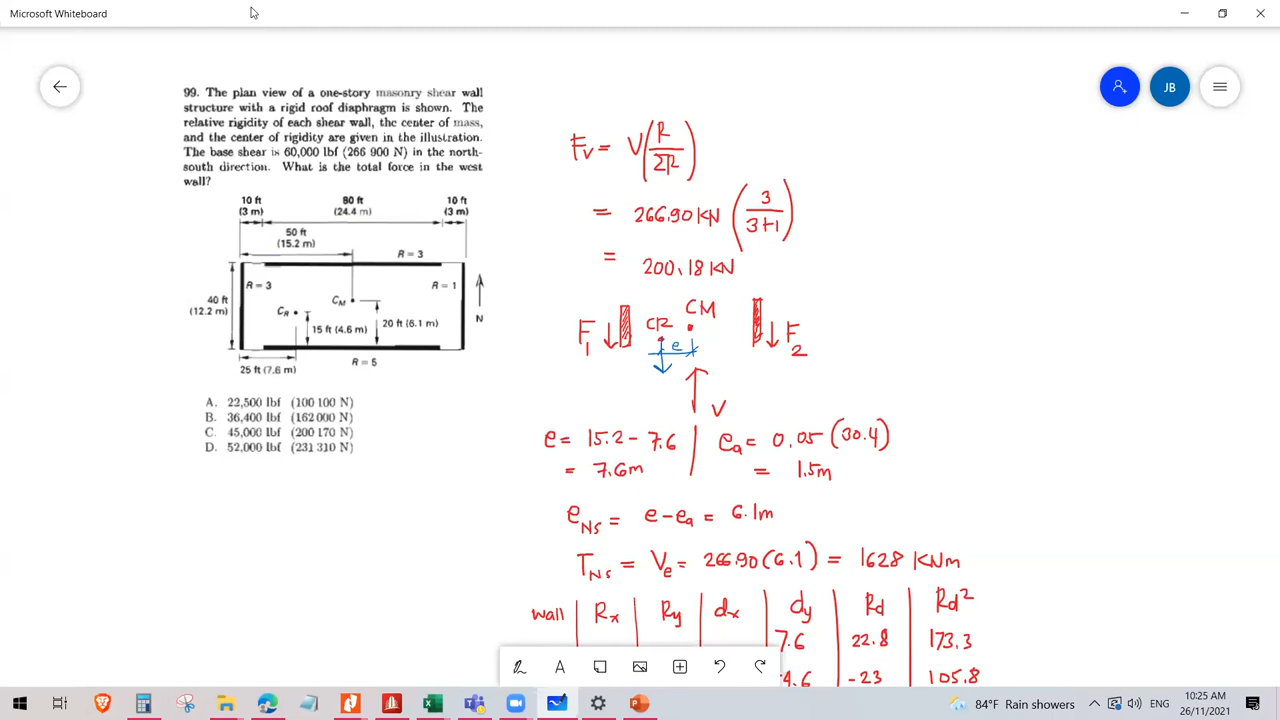 Microsoft Whiteboard
JB
99. The plan view of a one-story masonry shear wall
structure with a rigid roof diaphragm is shown. The
relative rigidity of each shear wall, the center of mass,
and the center of rigidity are given in the illustration.
The base shear is 60,000 lbf (266 900 N) in the north-
south direction. What is the total force in the west
wall?
10 ft
(3 m)
80 ft
(24.4 m)
10 ft
(3 m)
50 ft
(15.2 m)
R = 3
R = 3
R = 1
CM
CR
40 ft
(12.2 m)
20 ft (6.1 m)
15 ft (4.6 m)
N
25 ft (7.6 m)
R = 5
A. 22,500 lbf (100 100 N)
B. 36,400 lbf (162 000 N)
C. 45,000 lbf (200 170 N)
D. 52,000 lbf (231 310 N)
Fv = V(R/ΣR)
= 266.90 KN (3/3+1)
= 200.18 KN
F1 CR CM F2
e
V
e = 15.2 - 7.6 | ea = 0.05 (30.4)
= 7.6m = 1.5m
eNS = e - ea = 6.1m
TNS = Ve = 266.90 (6.1) = 1628 KNm
wall | Rx | Ry | dx | dy | Rd | Rd²
7.6 | 22.8 | 173.3
4.6 | -23 | 105.8
84°F Rain showers
ENG
10:25 AM
26/11/2021